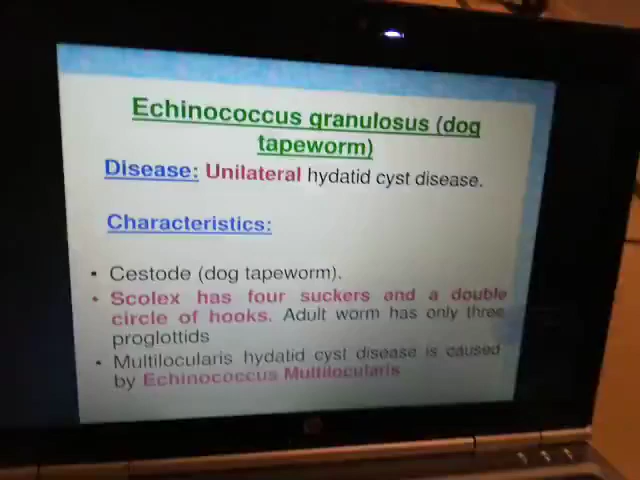 Echinococcus granulosus (dog
tapeworm)
Disease: Unilateral hydatid cyst disease.
Characteristics:
• Cestode (dog tapeworm).
• Scolex has four suckers and a double
circle of hooks. Adult worm has only three
proglottids
• Multilocularis hydatid cyst disease is caused
by Echinococcus Multilocularis